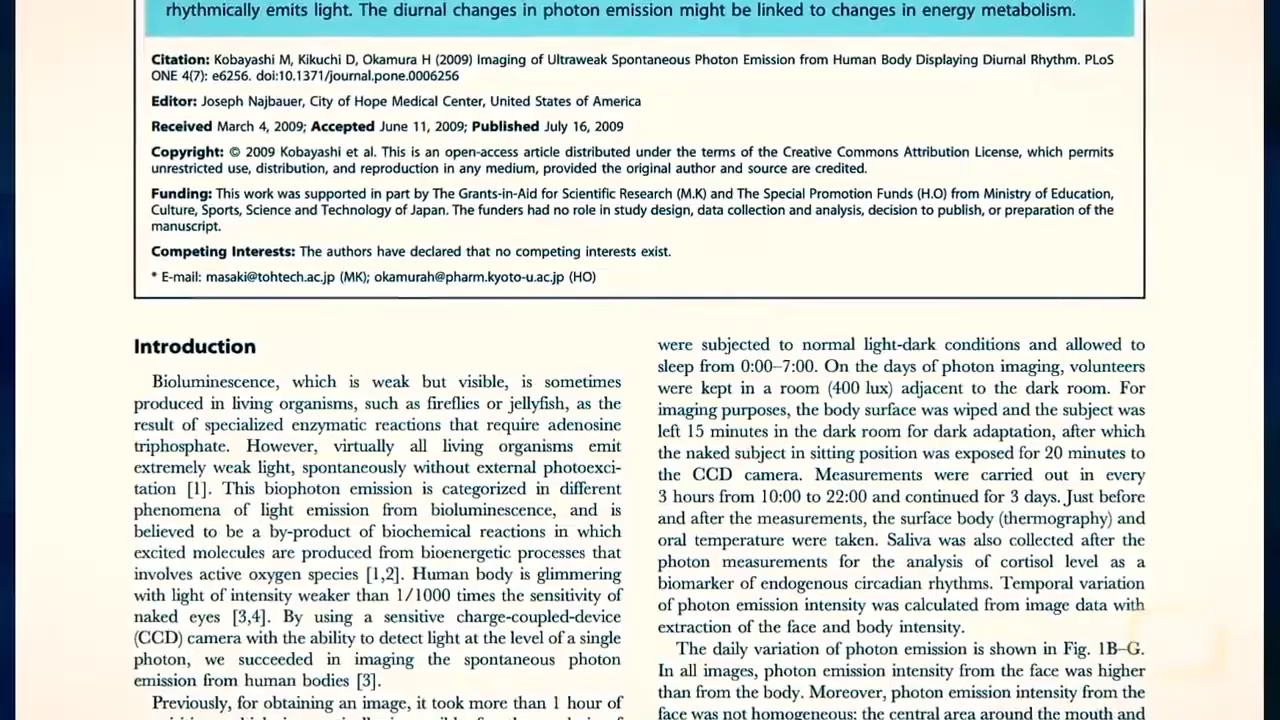 rhythmically emits light. The diurnal changes in photon emission might be linked to changes in energy metabolism.
Citation: Kobayashi M, Kikuchi D, Okamura H (2009) Imaging of Ultraweak Spontaneous Photon Emission from Human Body Displaying Diurnal Rhythm. PLoS
ONE 4(7): e6256. doi:10.1371/journal.pone.0006256
Editor: Joseph Najbauer, City of Hope Medical Center, United States of America
Received March 4, 2009; Accepted June 11, 2009; Published July 16, 2009
Copyright: © 2009 Kobayashi et al. This is an open-access article distributed under the terms of the Creative Commons Attribution License, which permits
unrestricted use, distribution, and reproduction in any medium, provided the original author and source are credited.
Funding: This work was supported in part by The Grants-in-Aid for Scientific Research (M.K) and The Special Promotion Funds (H.O) from Ministry of Education,
Culture, Sports, Science and Technology of Japan. The funders had no role in study design, data collection and analysis, decision to publish, or preparation of the
manuscript.
Competing Interests: The authors have declared that no competing interests exist.
* E-mail: masaki@tohtech.ac.jp (MK); okamurah@pharm.kyoto-u.ac.jp (HO)
Introduction
Bioluminescence, which is weak but visible, is sometimes
produced in living organisms, such as fireflies or jellyfish, as the
result of specialized enzymatic reactions that require adenosine
triphosphate. However, virtually all living organisms emit
extremely weak light, spontaneously without external photoexci-
tation [1]. This biophoton emission is categorized in different
phenomena of light emission from bioluminescence, and is
believed to be a by-product of biochemical reactions in which
excited molecules are produced from bioenergetic processes that
involves active oxygen species [1,2]. Human body is glimmering
with light of intensity weaker than 1/1000 times the sensitivity of
naked eyes [3,4]. By using a sensitive charge-coupled-device
(CCD) camera with the ability to detect light at the level of a single
photon, we succeeded in imaging the spontaneous photon
emission from human bodies [3].
Previously, for obtaining an image, it took more than 1 hour of
were subjected to normal light-dark conditions and allowed to
sleep from 0:00–7:00. On the days of photon imaging, volunteers
were kept in a room (400 lux) adjacent to the dark room. For
imaging purposes, the body surface was wiped and the subject was
left 15 minutes in the dark room for dark adaptation, after which
the naked subject in sitting position was exposed for 20 minutes to
the CCD camera. Measurements were carried out in every
3 hours from 10:00 to 22:00 and continued for 3 days. Just before
and after the measurements, the surface body (thermography) and
oral temperature were taken. Saliva was also collected after the
photon measurements for the analysis of cortisol level as a
biomarker of endogenous circadian rhythms. Temporal variation
of photon emission intensity was calculated from image data with
extraction of the face and body intensity.
The daily variation of photon emission is shown in Fig. 1B–G.
In all images, photon emission intensity from the face was higher
than from the body. Moreover, photon emission intensity from the
face was not homogeneous: the central area around the mouth and